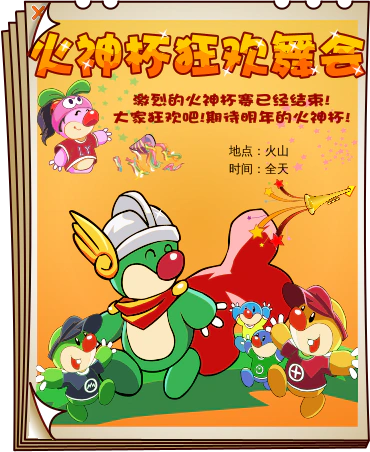 火神杯狂欢舞会
激烈的火神杯赛已经结束!
大家狂欢吧!期待明年的火神杯!
地点：火山
时间：全天
LY